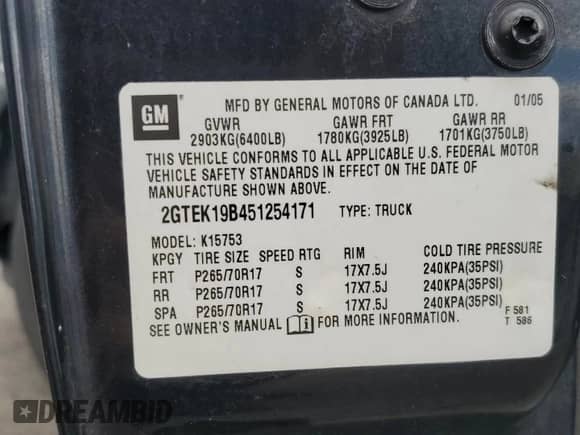 GM
MFD BY GENERAL MOTORS OF CANADA LTD. 01/05
GVWR GAWR FRT GAWR RR
2903KG(6400LB) 1780KG(3925LB) 1701KG(3750LB)
THIS VEHICLE CONFORMS TO ALL APPLICABLE U.S. FEDERAL MOTOR
VEHICLE SAFETY STANDARDS IN EFFECT ON THE DATE OF
MANUFACTURE SHOWN ABOVE.
2GTEK19B451254171 TYPE: TRUCK
MODEL: K15753
KPGY TIRE SIZE SPEED RTG RIM COLD TIRE PRESSURE
FRT P265/70R17 S 17X7.5J 240KPA(35PSI)
RR P265/70R17 S 17X7.5J 240KPA(35PSI)
SPA P265/70R17 S 17X7.5J 240KPA(35PSI)
SEE OWNER'S MANUAL FOR MORE INFORMATION.
F 581
T 586
DREAMBID